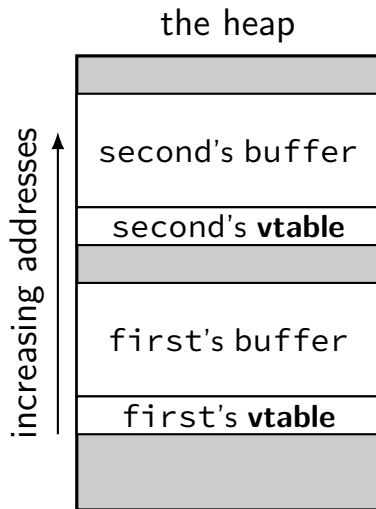 the heap
increasing addresses
second's buffer
second's vtable
first's buffer
first's vtable